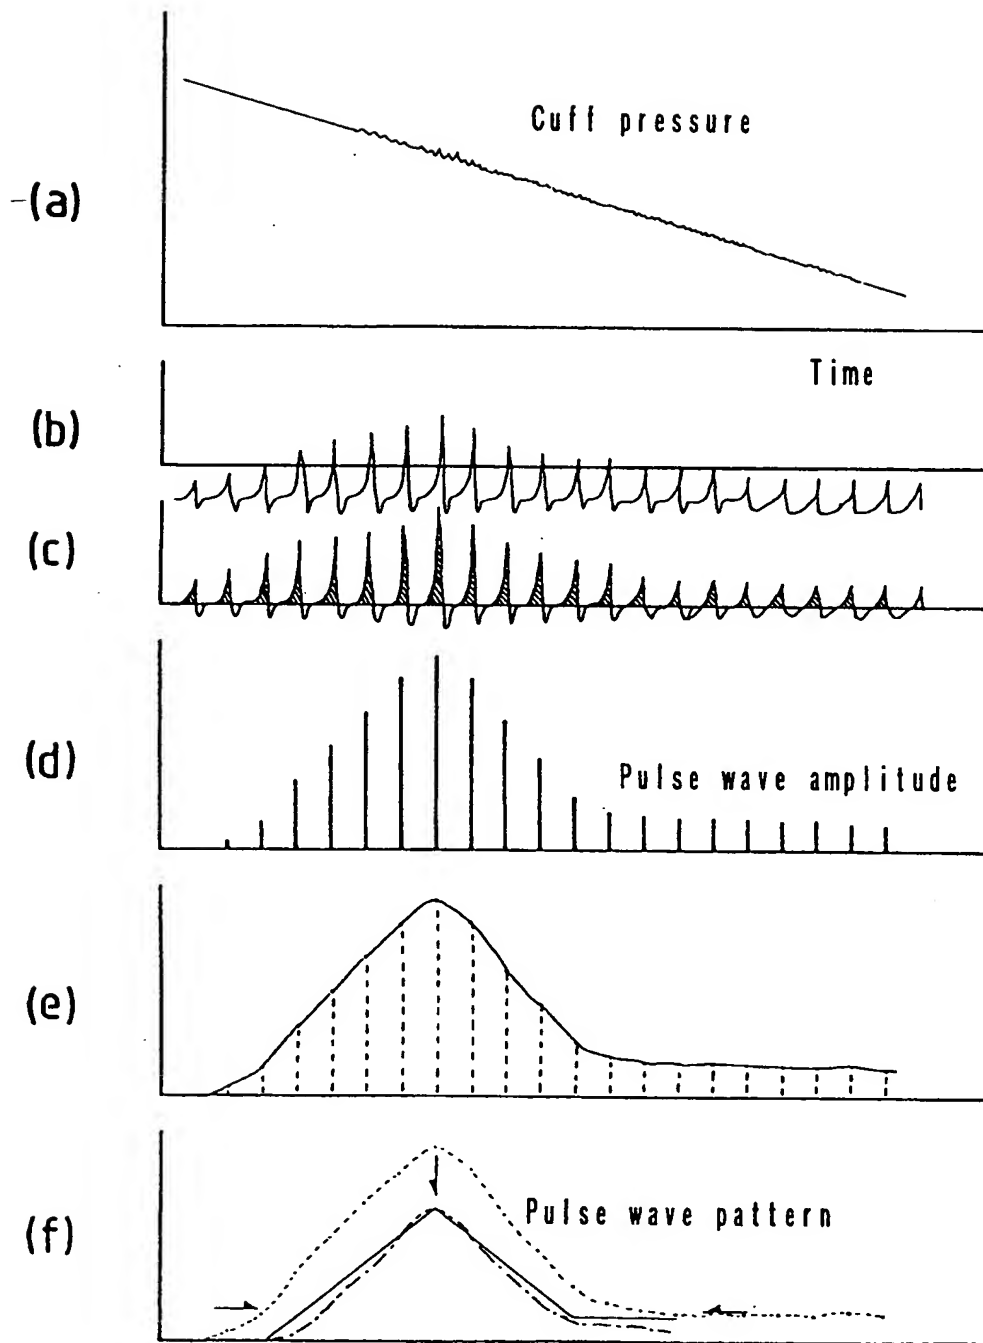 Cuff pressure
(a)
Time
(b)
(c)
(d)
Pulse wave amplitude
(e)
(f)
Pulse wave pattern